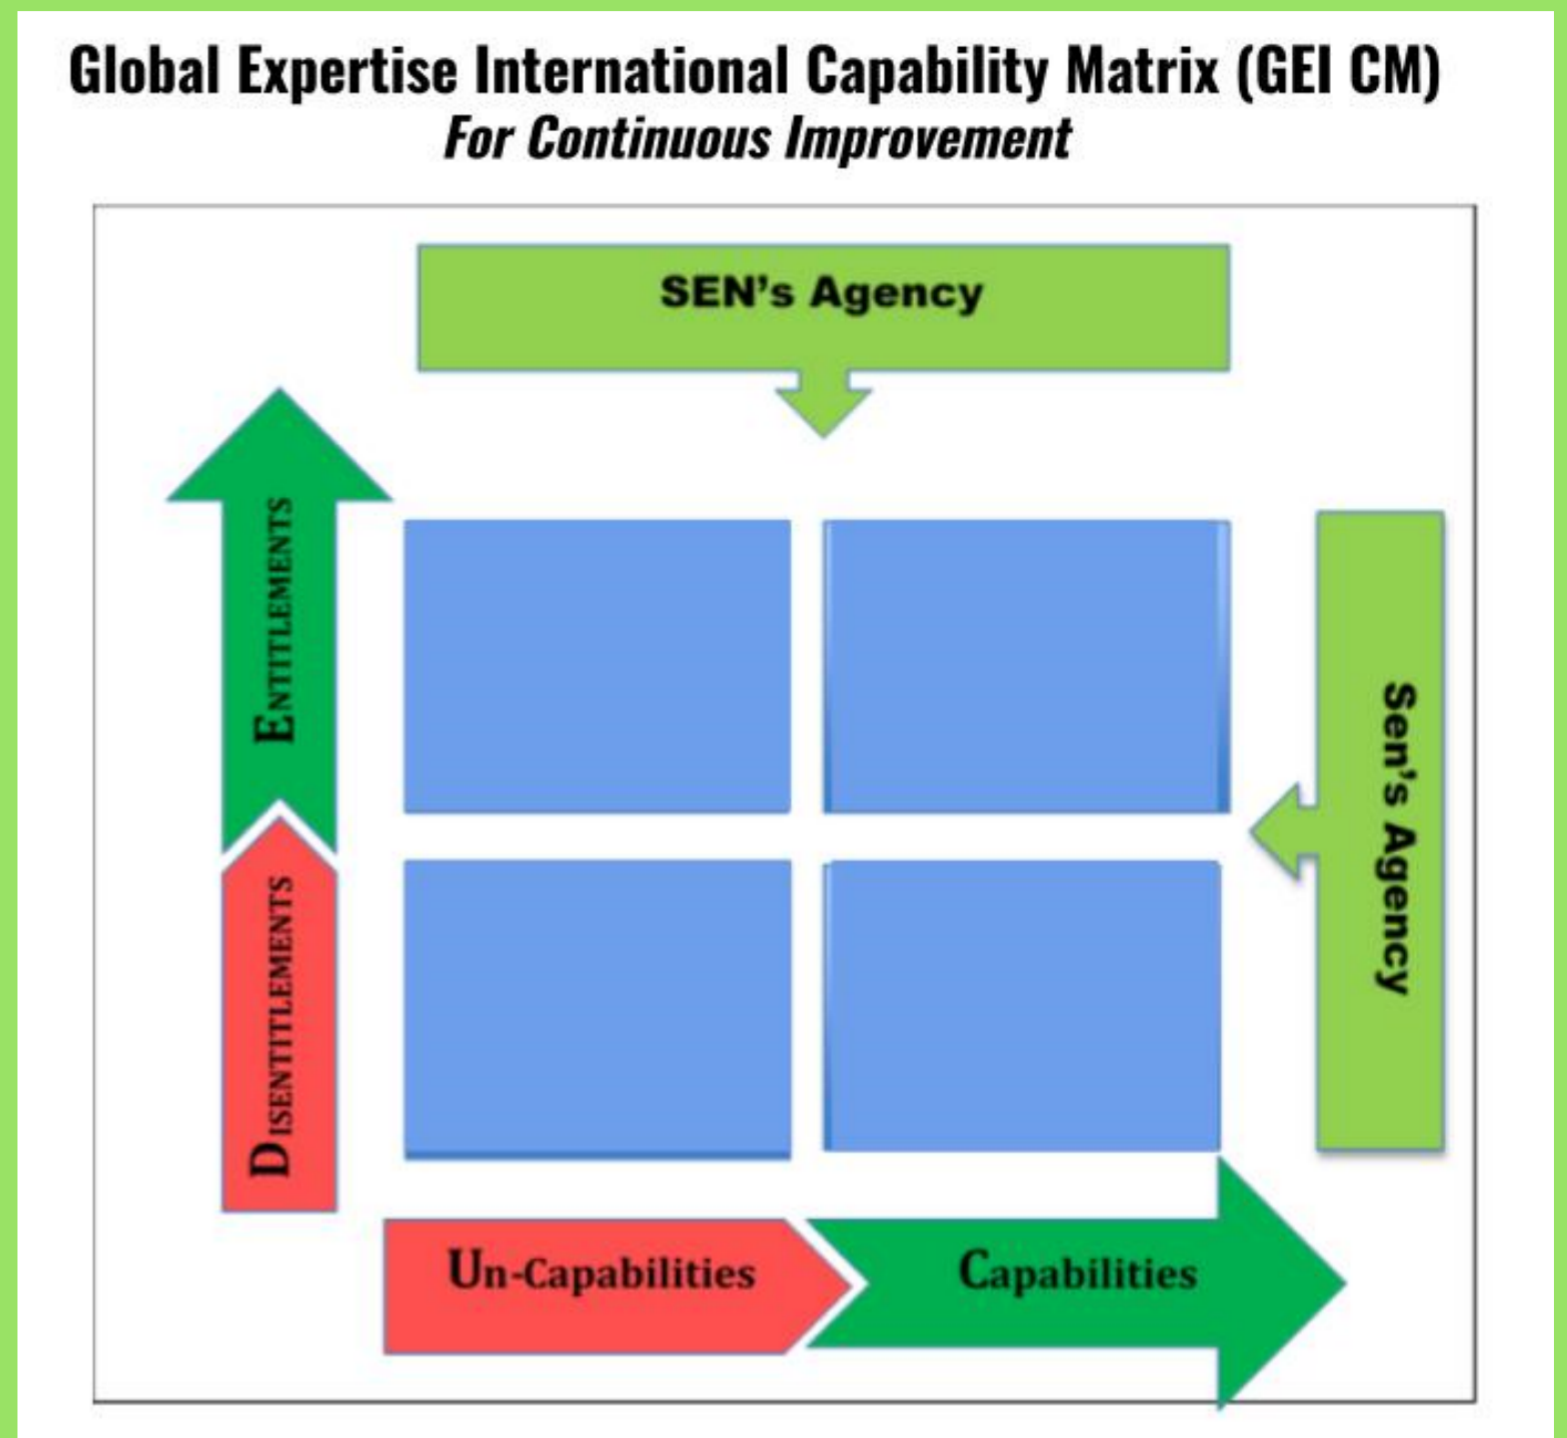 Global Expertise International Capability Matrix (GEI CM)
For Continuous Improvement
SEN's Agency
ENTITLEMENTS
DISENTITLEMENTS
Sen's Agency
Un-Capabilities
Capabilities